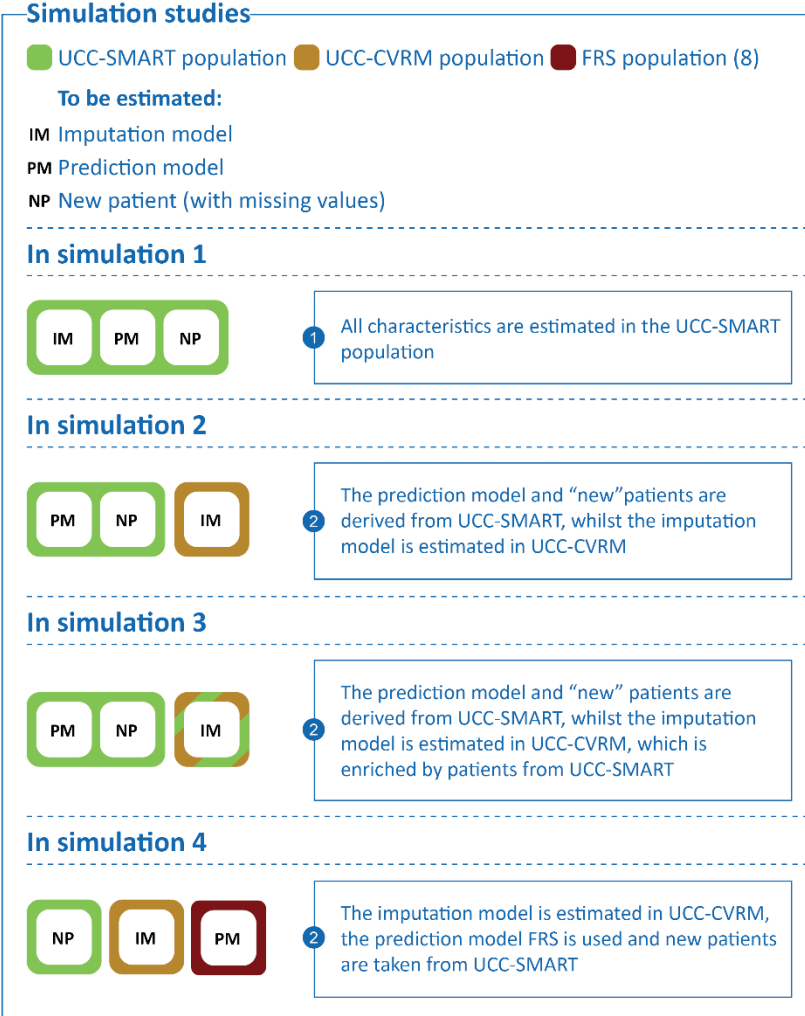 Simulation studies
UCC-SMART population UCC-CVRM population FRS population (8)
To be estimated:
IM Imputation model
PM Prediction model
NP New patient (with missing values)
In simulation 1
IM PM NP
1 All characteristics are estimated in the UCC-SMART
population
In simulation 2
PM NP IM
2 The prediction model and “new”patients are
derived from UCC-SMART, whilst the imputation
model is estimated in UCC-CVRM
In simulation 3
PM NP IM
2 The prediction model and “new” patients are
derived from UCC-SMART, whilst the imputation
model is estimated in UCC-CVRM, which is
enriched by patients from UCC-SMART
In simulation 4
NP IM PM
2 The imputation model is estimated in UCC-CVRM,
the prediction model FRS is used and new patients
are taken from UCC-SMART